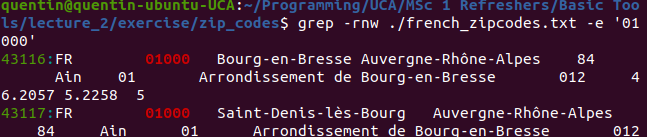 quentin@quentin-ubuntu-UCA:~/Programming/UCA/MSc 1 Refreshers/Basic Too
ls/lecture_2/exercise/zip_codes$ grep -rnw ./french_zipcodes.txt -e '01
000'
43116:FR 01000 Bourg-en-Bresse Auvergne-Rhône-Alpes 84
Ain 01 Arrondissement de Bourg-en-Bresse 012 4
6.2057 5.2258 5
43117:FR 01000 Saint-Denis-lès-Bourg Auvergne-Rhône-Alpes
84 Ain 01 Arrondissement de Bourg-en-Bresse 012